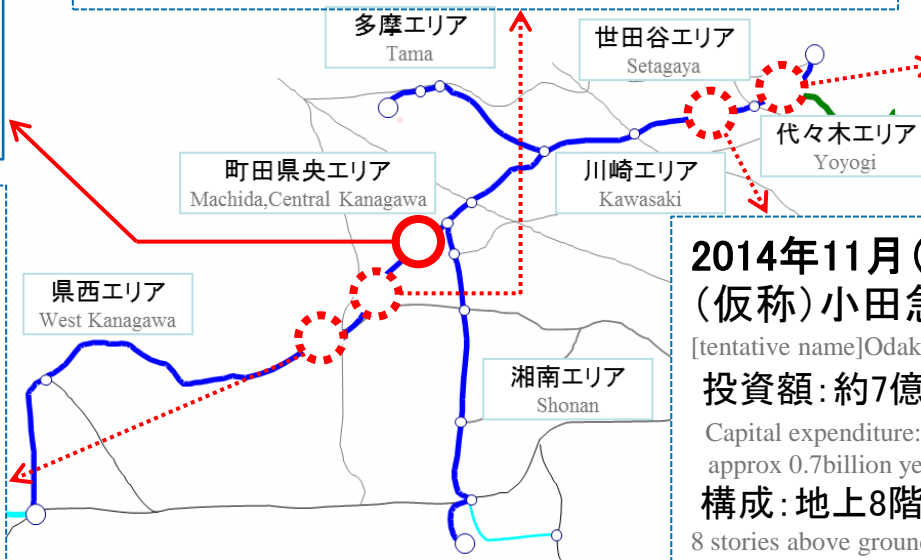 多摩エリア
Tama
世田谷エリア
Setagaya
代々木エリア
Yoyogi
町田県央エリア
Machida,Central Kanagawa
川崎エリア
Kawasaki
県西エリア
West Kanagawa
湘南エリア
Shonan
2014年11月(
(仮称)小田急
[tentative name]Odak
投資額:約7億
Capital expenditure:
approx 0.7billion ye
構成:地上8階
8 stories above groun